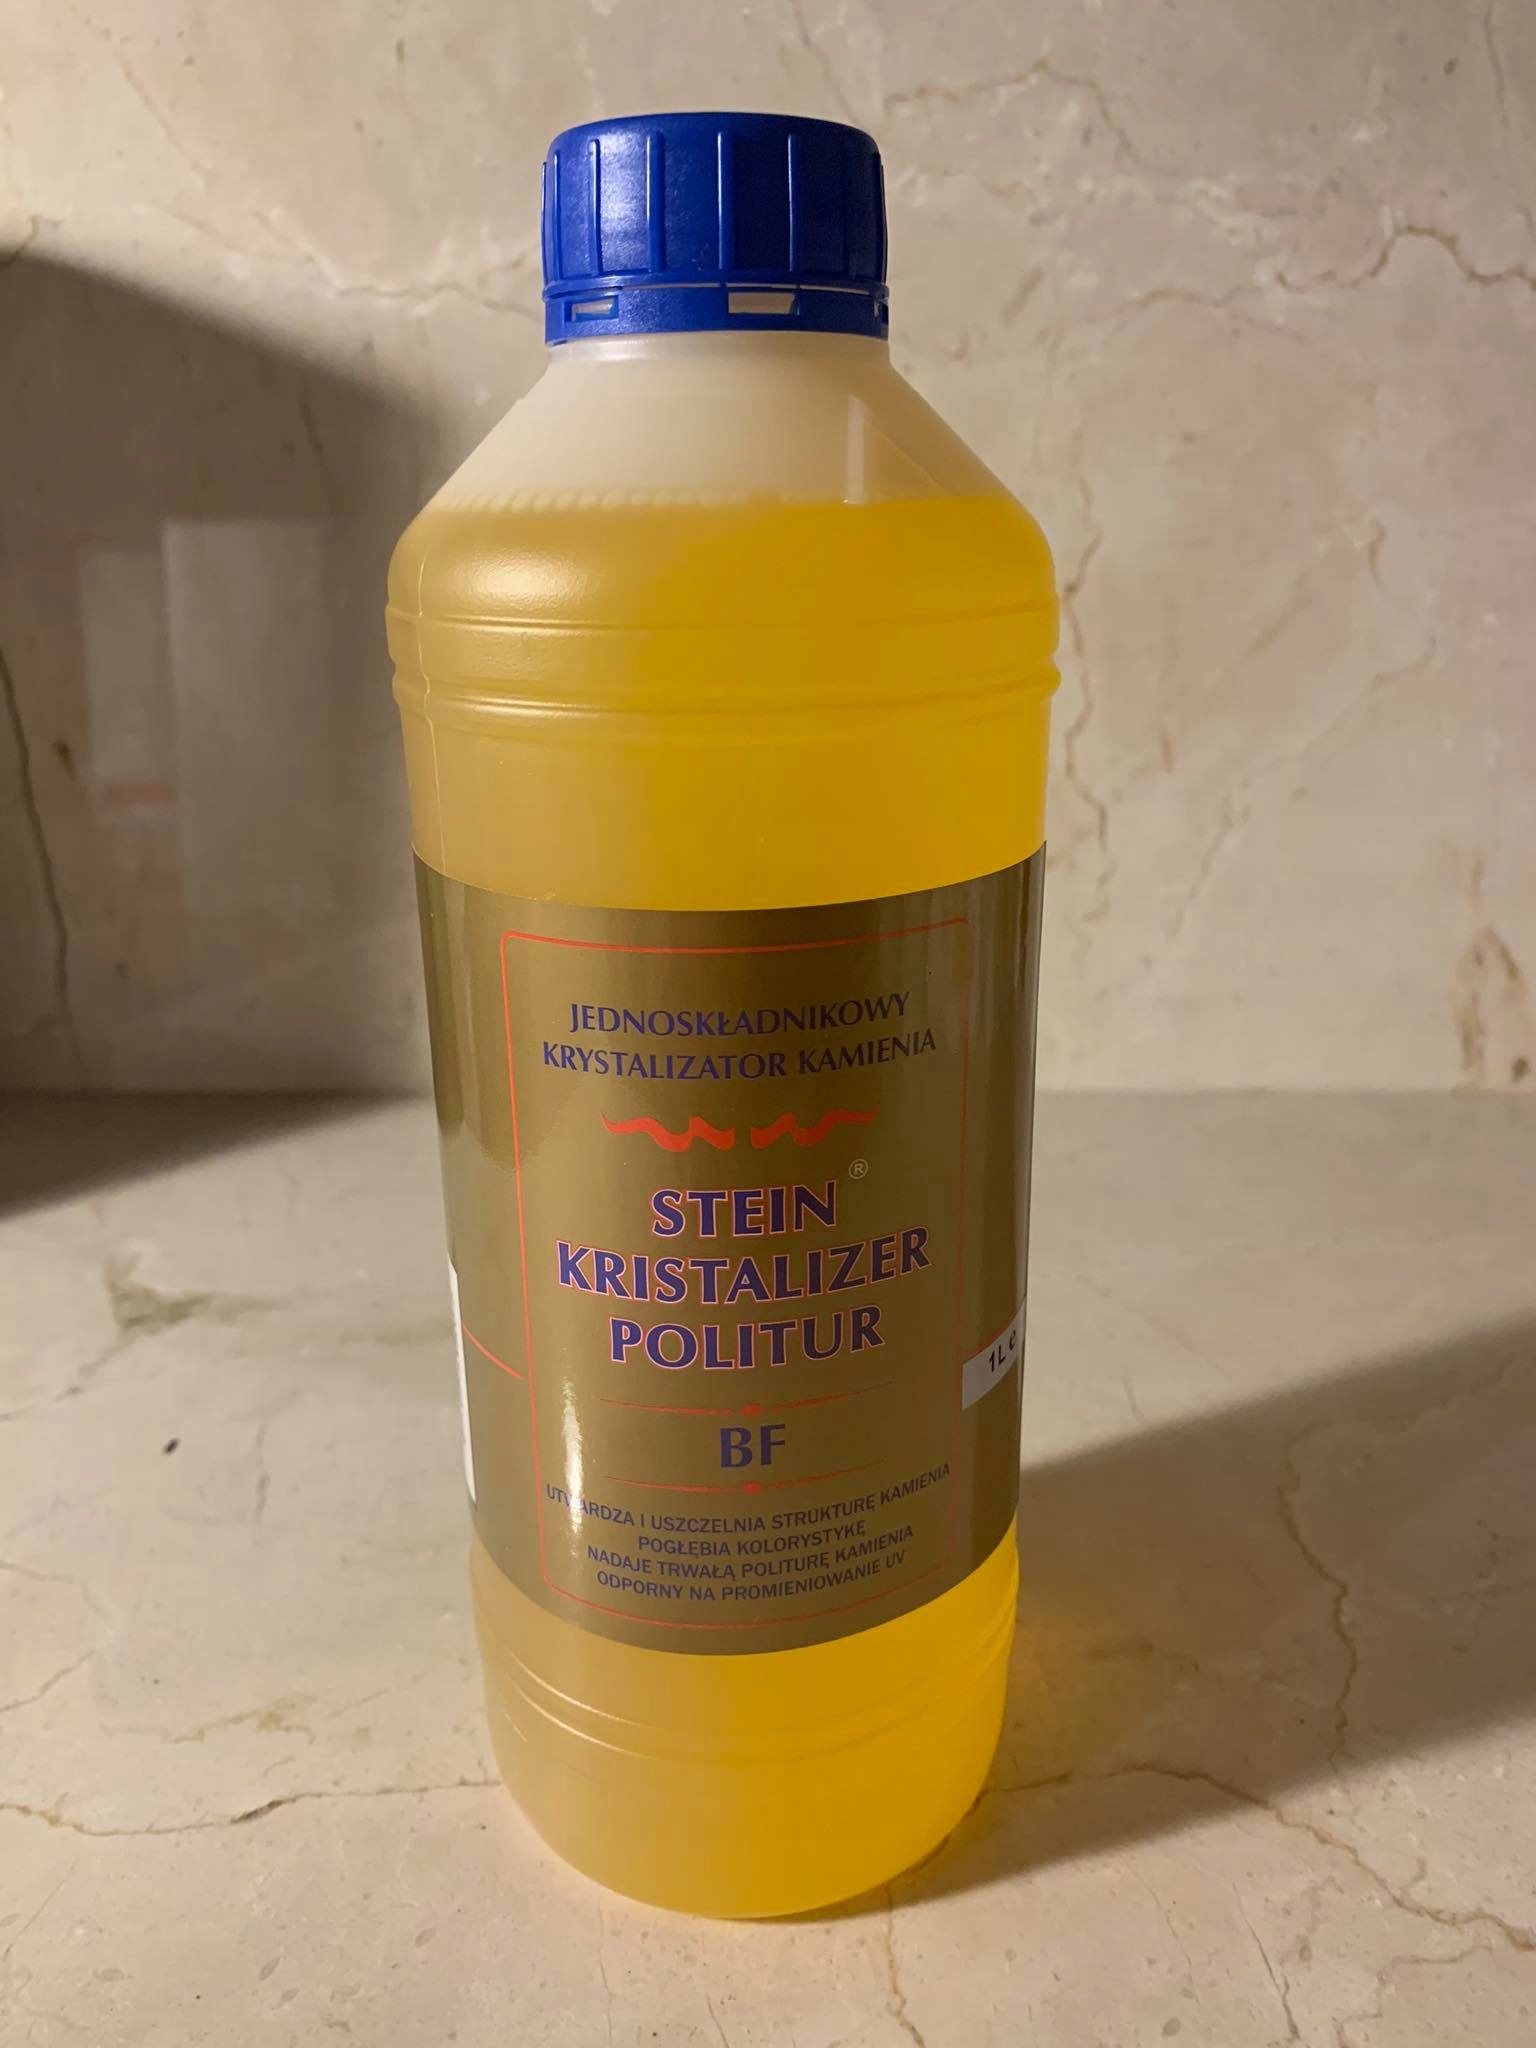 JEDNOSKŁADNIKOWY
KRYSTALIZATOR KAMIENIA
STEIN ®
KRISTALIZER
POLITUR
1L e
BF
UTWARDZA I USZCZELNIA STRUKTURĘ KAMIENIA
POGŁĘBIA KOLORYSTYKĘ
NADAJE TRWAŁĄ POLITURĘ KAMIENIA
ODPORNY NA PROMIENIOWANIE UV